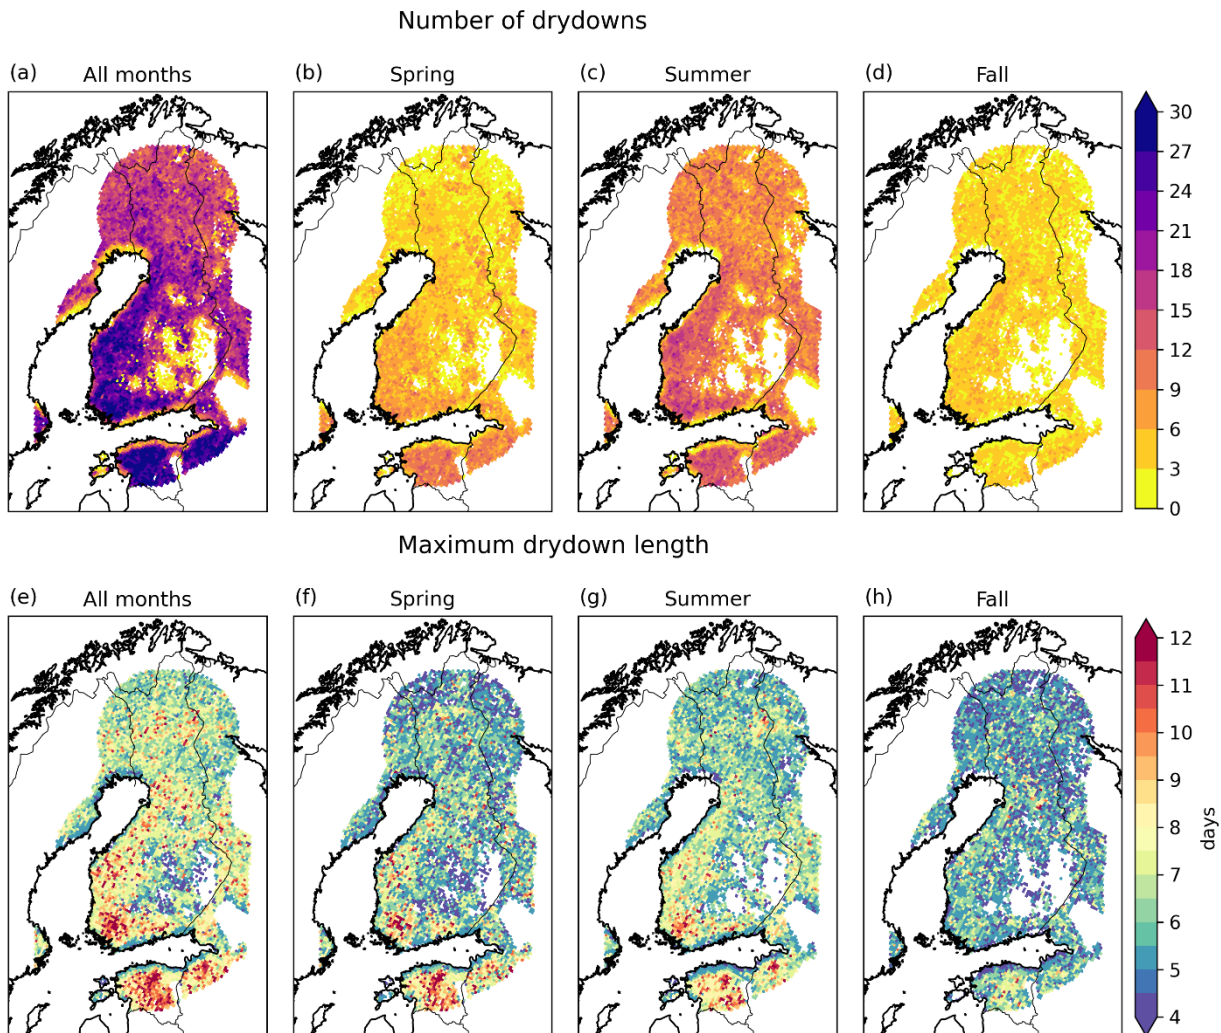 Number of drydowns
(a) All months
(b) Spring
(c) Summer
(d) Fall
30
27
24
21
18
15
12
9
6
3
0
Maximum drydown length
(e) All months
(f) Spring
(g) Summer
(h) Fall
12
11
10
9
8
7
6
5
4
days